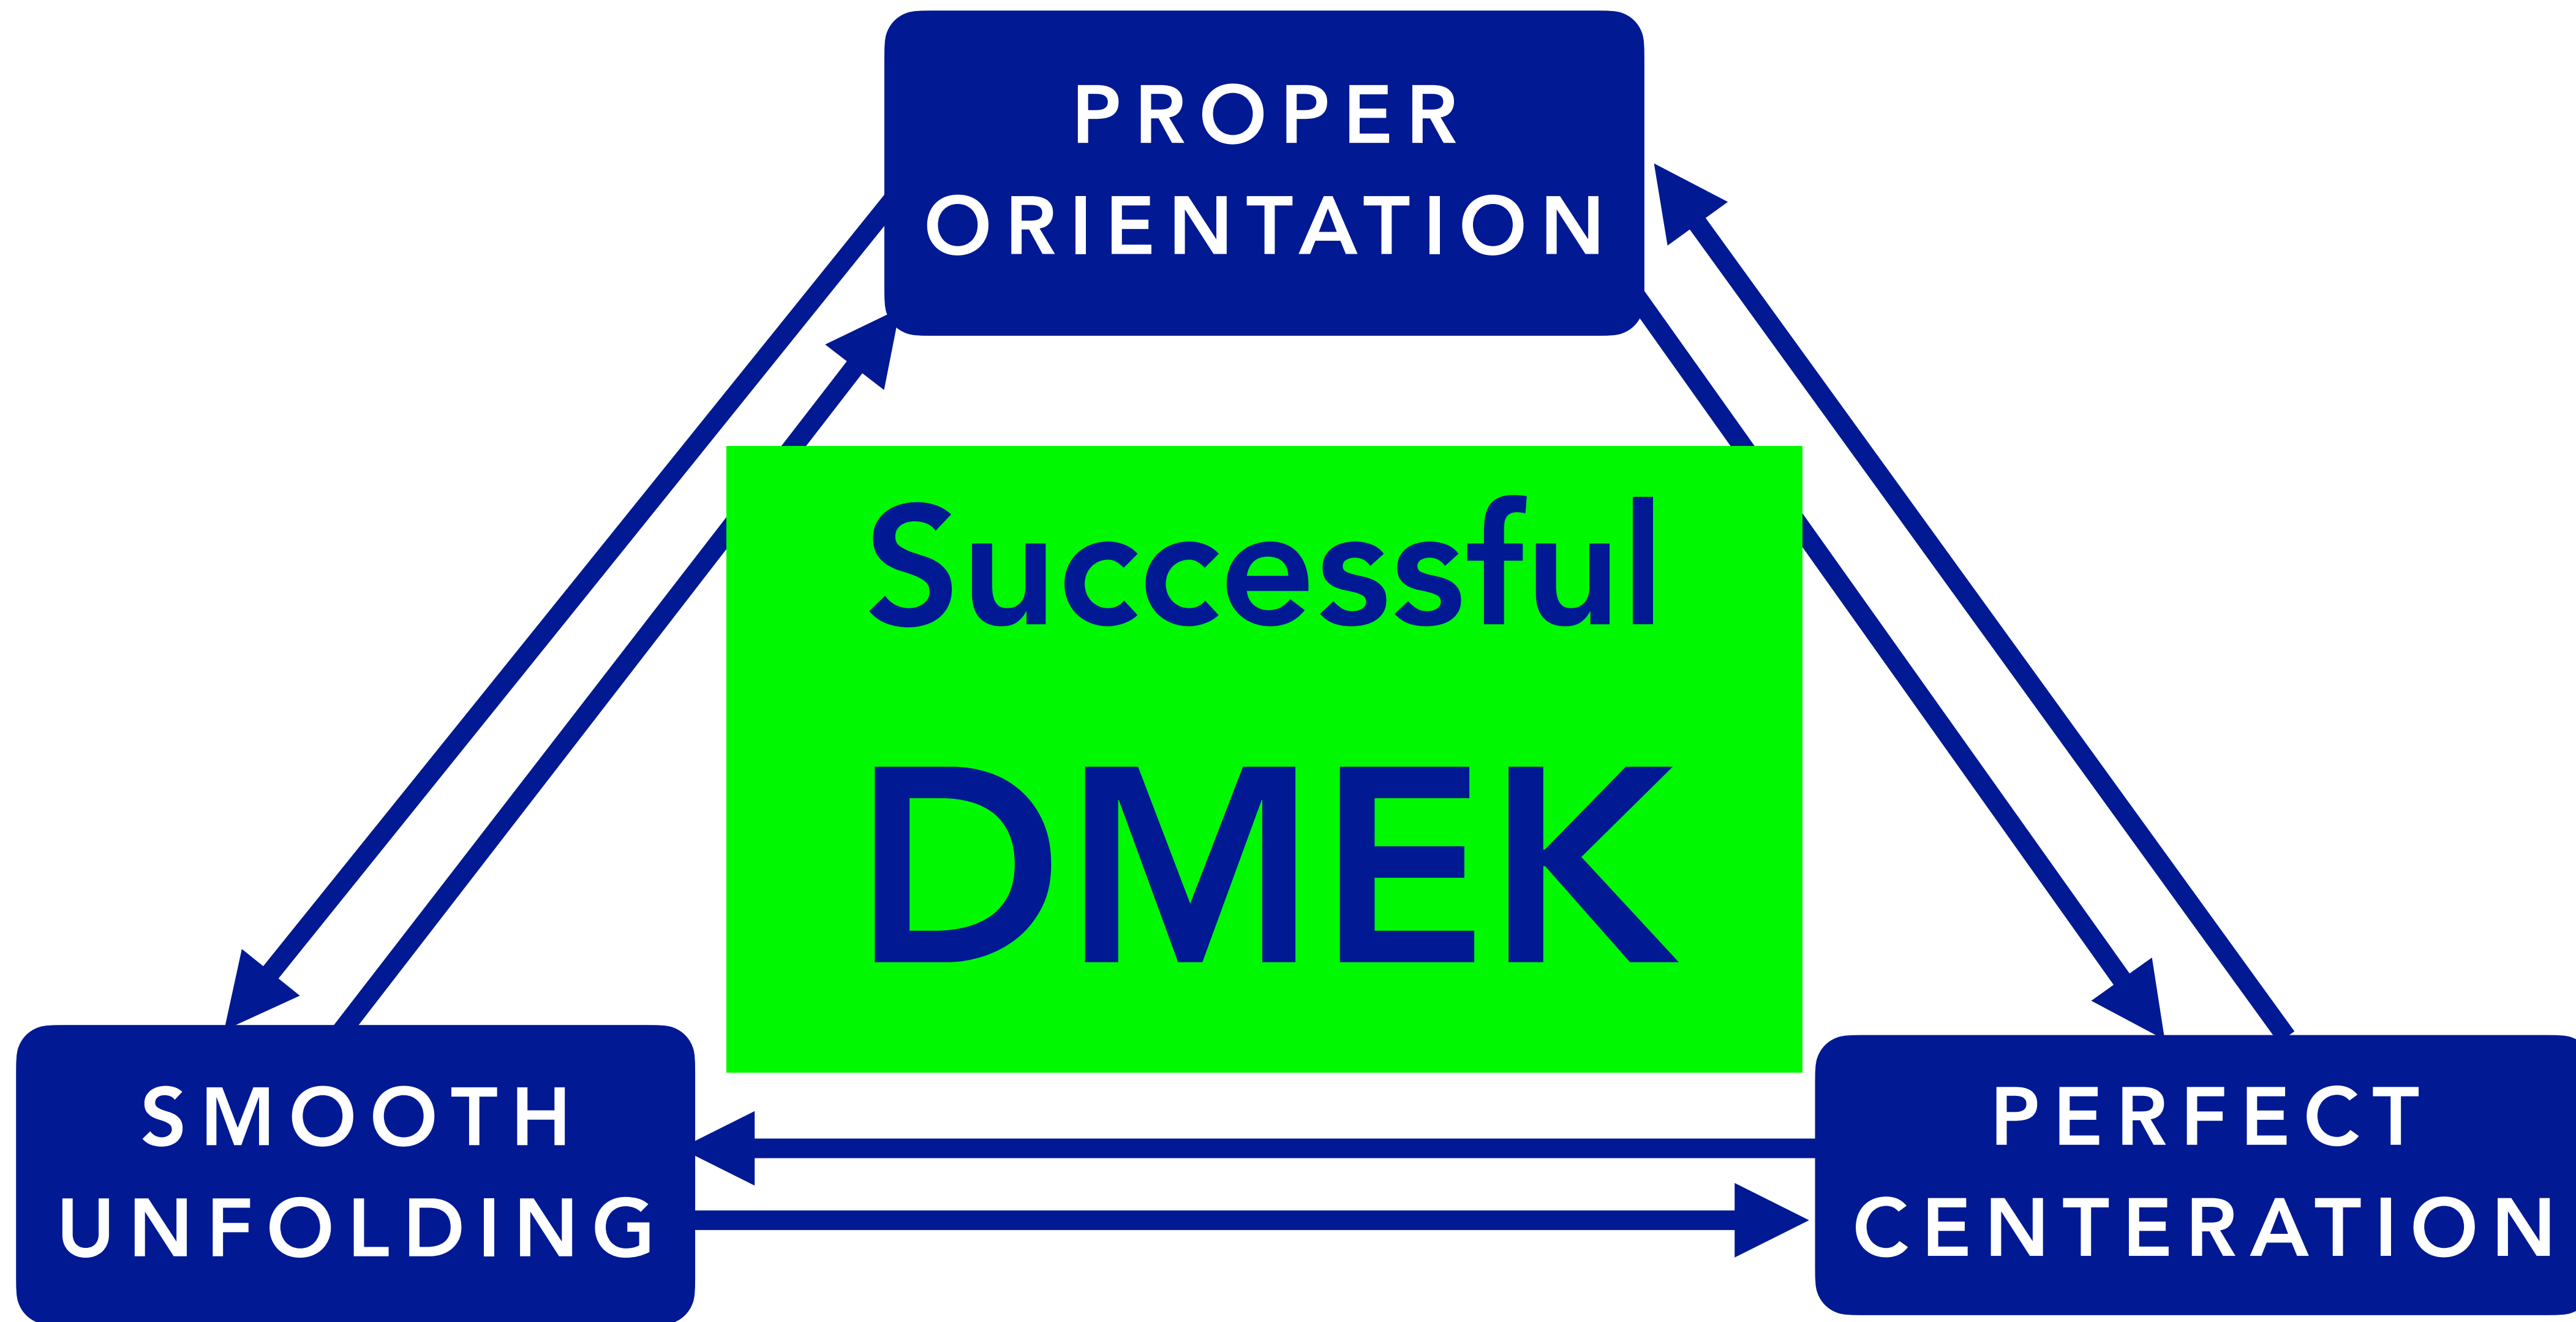 PROPER
ORIENTATION
Successful
DMEK
SMOOTH
UNFOLDING
PERFECT
CENTERATION